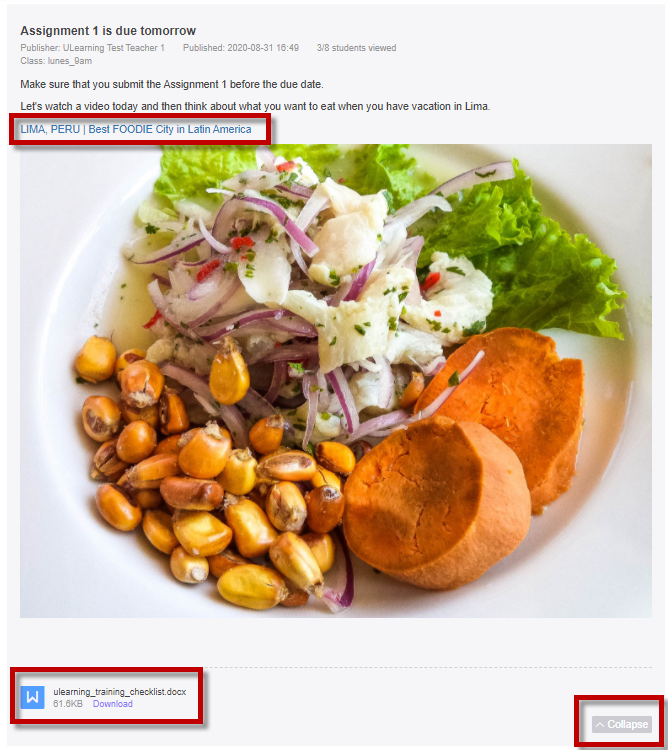 Assignment 1 is due tomorrow
Publisher: ULearning Test Teacher 1 Published: 2020-08-31 16:49 3/8 students viewed
Class: lunes_9am
Make sure that you submit the Assignment 1 before the due date.
Let's watch a video today and then think about what you want to eat when you have vacation in Lima.
LIMA, PERU | Best FOODIE City in Latin America
W
ulearning_training_checklist.docx
61.6KB Download
Collapse